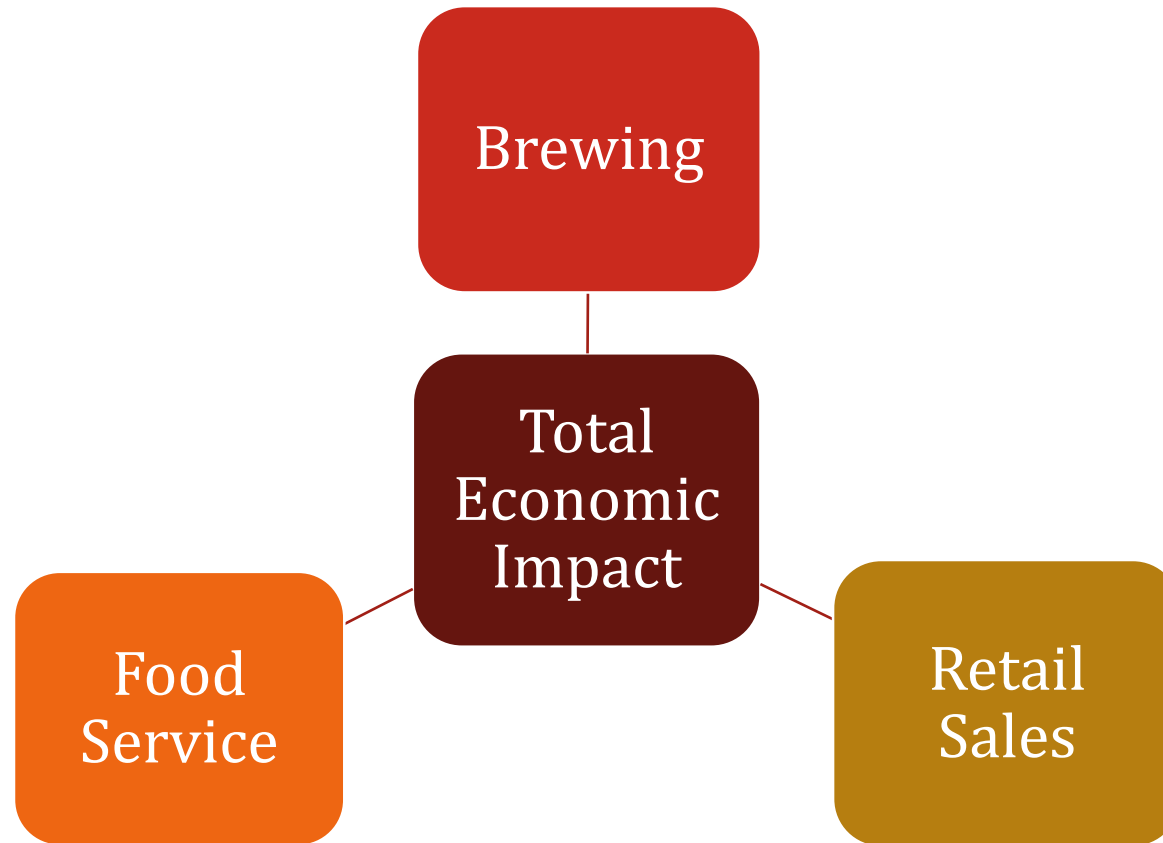 Brewing
Total
Economic
Impact
Food
Service
Retail
Sales